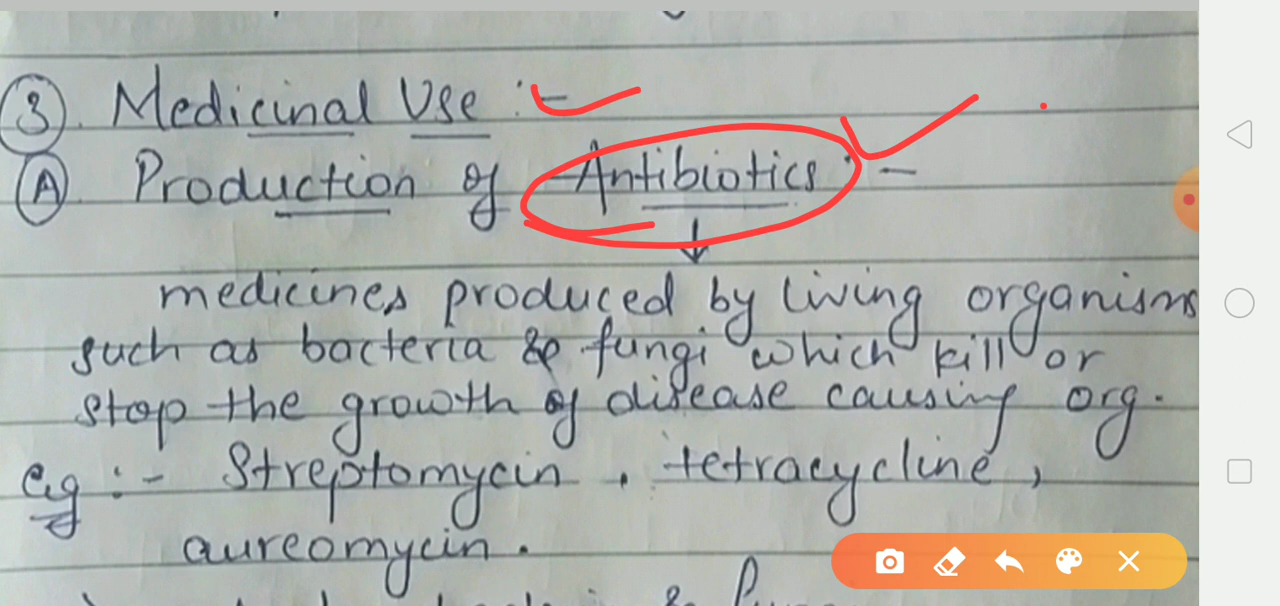 ③ Medicinal Use :-
Ⓐ Production of Antibiotics :-
↓
medicines produced by living organisms
such as bacteria & fungi which kill or
stop the growth of disease causing org.
eg :- Streptomycin, tetracycline,
aureomycin.